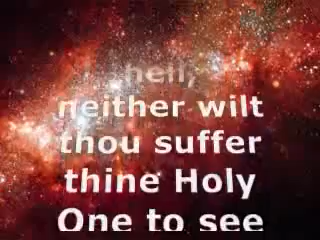 hell,
neither wilt
thou suffer
thine Holy
One to see